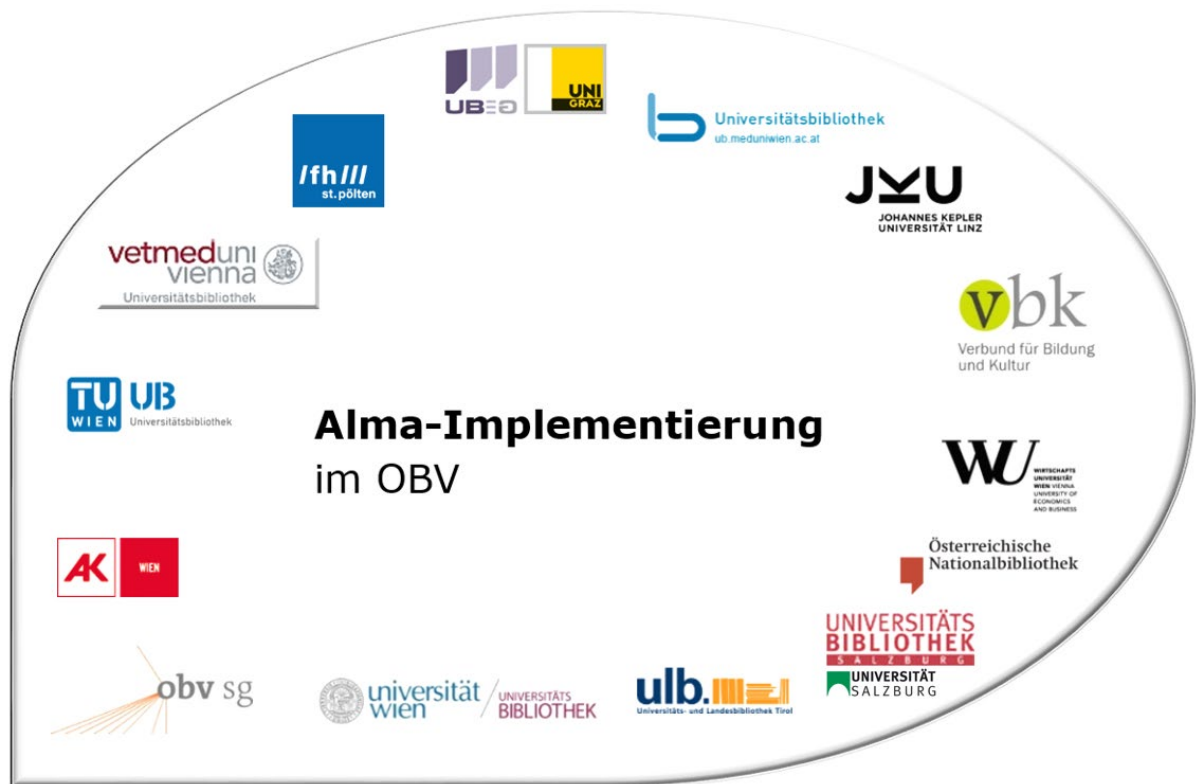 UB
UNI
GRAZ
Universitätsbibliothek
ub.meduniwien.ac.at
/fh///
st.pölten
JKU
JOHANNES KEPLER
UNIVERSITÄT LINZ
vetmeduni
vienna
Universitätsbibliothek
vbk
Verbund für Bildung
und Kultur
TU UB
WIEN Universitätsbibliothek
Alma-Implementierung
im OBV
WU
WIRTSCHAFTS
UNIVERSITÄT
WIEN VIENNA
UNIVERSITY OF
ECONOMICS
AND BUSINESS
AK WIEN
Österreichische
Nationalbibliothek
UNIVERSITÄTS
BIBLIOTHEK
SALZBURG
UNIVERSITÄT
SALZBURG
obv sg
universität
wien
UNIVERSITÄTS
BIBLIOTHEK
ulb.
Universitäts- und Landesbibliothek Tirol